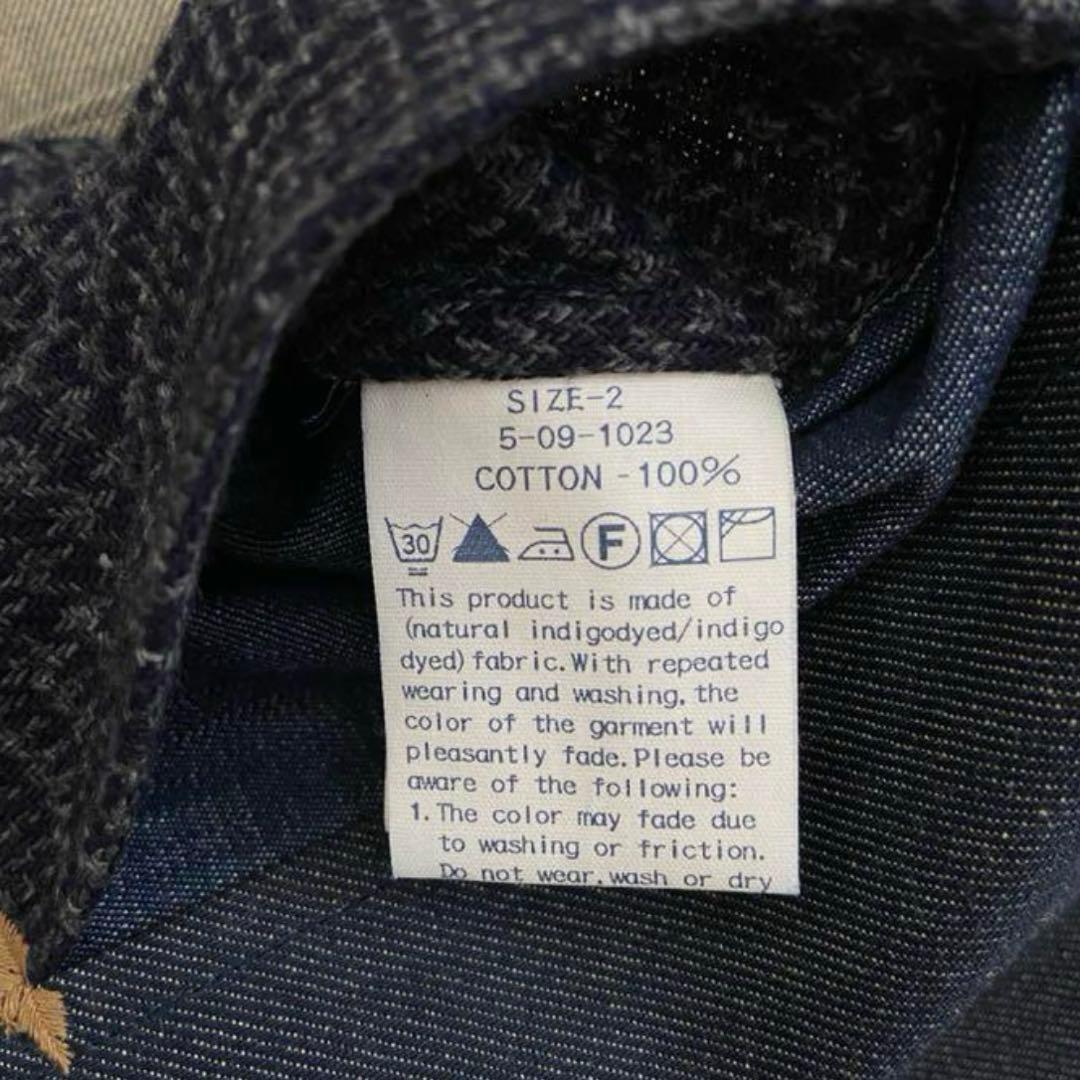 SIZE-2
5-09-1023
COTTON -100%
30 F
This product is made of
(natural indigodyed/indigo
dyed) fabric. With repeated
wearing and washing, the
color of the garment will
pleasantly fade. Please be
aware of the following:
1. The color may fade due
to washing or friction.
Do not wear, wash or dry